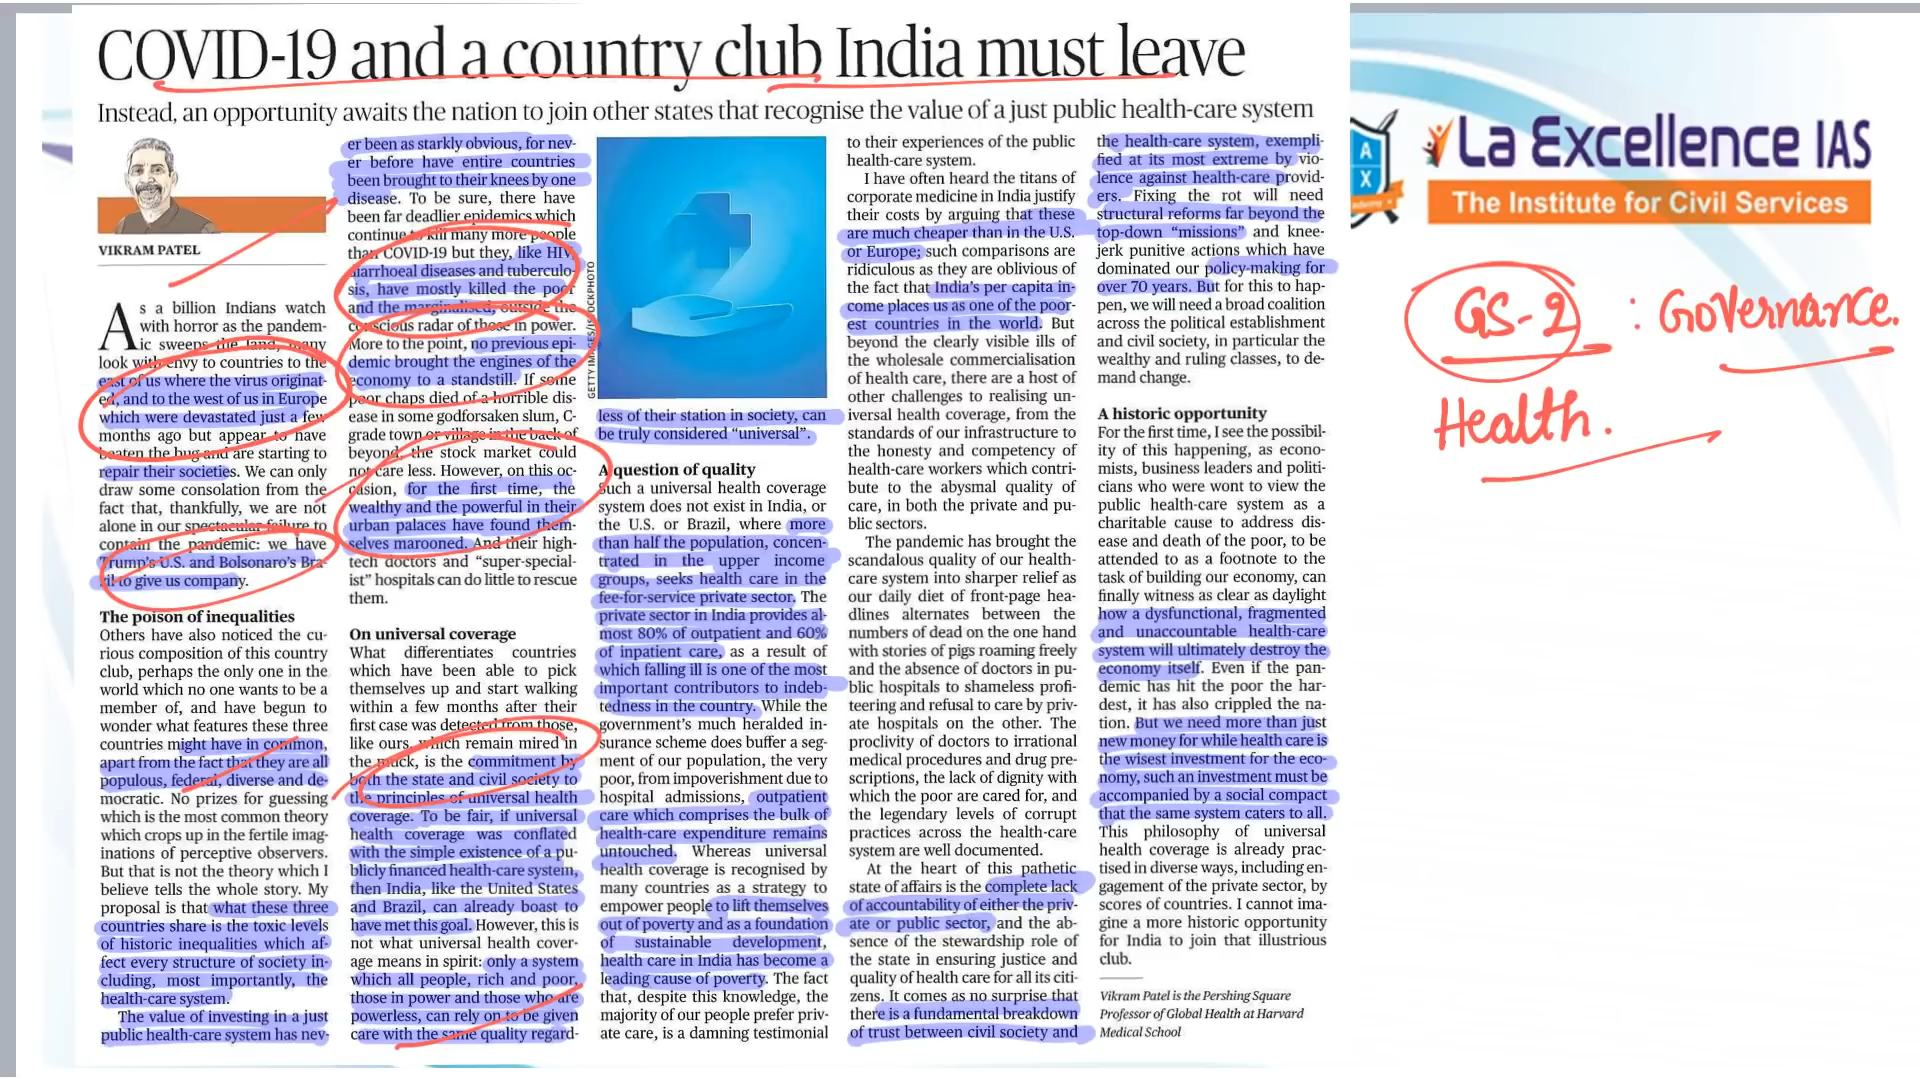 COVID-19 and a country club India must leave
Instead, an opportunity awaits the nation to join other states that recognise the value of a just public health-care system
VIKRAM PATEL
As a billion Indians watch
with horror as the pandem-
ic sweeps the land, many
look with envy to countries to the
east of us where the virus originat-
ed, and to the west of us in Europe
which were devastated just a few
months ago but appear to have
beaten the bug and are starting to
repair their societies. We can only
draw some consolation from the
fact that, thankfully, we are not
alone in our spectacular failure to
contain the pandemic: we have
Trump's U.S. and Bolsonaro's Bra-
zil to give us company.
The poison of inequalities
Others have also noticed the cu-
rious composition of this country
club, perhaps the only one in the
world which no one wants to be a
member of, and have begun to
wonder what features these three
countries might have in common,
apart from the fact that they are all
populous, federal, diverse and de-
mocratic. No prizes for guessing
which is the most common theory
which crops up in the fertile imag-
inations of perceptive observers.
But that is not the theory which I
believe tells the whole story. My
proposal is that what these three
countries share is the toxic levels
of historic inequalities which af-
fect every structure of society in-
cluding, most importantly, the
health-care system.
The value of investing in a just
public health-care system has nev-
er been as starkly obvious, for nev-
er before have entire countries
been brought to their knees by one
disease. To be sure, there have
been far deadlier epidemics which
continue to kill many more people
than COVID-19 but they, like HIV,
diarrhoeal diseases and tuberculo-
sis, have mostly killed the poor
and the marginalised, outside the
conscious radar of those in power.
More to the point, no previous epi-
demic brought the engines of the
economy to a standstill. If some
poor chaps died of a horrible dis-
ease in some godforsaken slum, C-
grade town or village in the back of
beyond, the stock market could
not care less. However, on this oc-
casion, for the first time, the
wealthy and the powerful in their
urban palaces have found them-
selves marooned. And their high-
tech doctors and "super-special-
ist" hospitals can do little to rescue
them.
On universal coverage
What differentiates countries
which have been able to pick
themselves up and start walking
within a few months after their
first case was detected from those,
like ours, which remain mired in
the muck, is the commitment by
both the state and civil society to
the principles of universal health
coverage. To be fair, if universal
health coverage was conflated
with the simple existence of a pu-
blicly financed health-care system,
then India, like the United States
and Brazil, can already boast to
have met this goal. However, this is
not what universal health cover-
age means in spirit: only a system
which all people, rich and poor,
those in power and those who are
powerless, can rely on to be given
care with the same quality regard-
GETTY IMAGES/ISTOCKPHOTO
less of their station in society, can
be truly considered "universal".
A question of quality
Such a universal health coverage
system does not exist in India, or
the U.S. or Brazil, where more
than half the population, concen-
trated in the upper income
groups, seeks health care in the
fee-for-service private sector. The
private sector in India provides al-
most 80% of outpatient and 60%
of inpatient care, as a result of
which falling ill is one of the most
important contributors to indeb-
tedness in the country. While the
government's much heralded in-
surance scheme does buffer a seg-
ment of our population, the very
poor, from impoverishment due to
hospital admissions, outpatient
care which comprises the bulk of
health-care expenditure remains
untouched. Whereas universal
health coverage is recognised by
many countries as a strategy to
empower people to lift themselves
out of poverty and as a foundation
of sustainable development,
health care in India has become a
leading cause of poverty. The fact
that, despite this knowledge, the
majority of our people prefer priv-
ate care, is a damning testimonial
to their experiences of the public
health-care system.
I have often heard the titans of
corporate medicine in India justify
their costs by arguing that these
are much cheaper than in the U.S.
or Europe; such comparisons are
ridiculous as they are oblivious of
the fact that India's per capita in-
come places us as one of the poor-
est countries in the world. But
beyond the clearly visible ills of
the wholesale commercialisation
of health care, there are a host of
other challenges to realising un-
iversal health coverage, from the
standards of our infrastructure to
the honesty and competency of
health-care workers which contri-
bute to the abysmal quality of
care, in both the private and pu-
blic sectors.
The pandemic has brought the
scandalous quality of our health-
care system into sharper relief as
our daily diet of front-page hea-
dlines alternates between the
numbers of dead on the one hand
with stories of pigs roaming freely
and the absence of doctors in pu-
blic hospitals to shameless profi-
teering and refusal to care by priv-
ate hospitals on the other. The
proclivity of doctors to irrational
medical procedures and drug pre-
scriptions, the lack of dignity with
which the poor are cared for, and
the legendary levels of corrupt
practices across the health-care
system are well documented.
At the heart of this pathetic
state of affairs is the complete lack
of accountability of either the priv-
ate or public sector, and the ab-
sence of the stewardship role of
the state in ensuring justice and
quality of health care for all its citi-
zens. It comes as no surprise that
there is a fundamental breakdown
of trust between civil society and
the health-care system, exempli-
fied at its most extreme by vio-
lence against health-care provid-
ers. Fixing the rot will need
structural reforms far beyond the
top-down "missions" and knee-
jerk punitive actions which have
dominated our policy-making for
over 70 years. But for this to hap-
pen, we will need a broad coalition
across the political establishment
and civil society, in particular the
wealthy and ruling classes, to de-
mand change.
A historic opportunity
For the first time, I see the possibil-
ity of this happening, as econo-
mists, business leaders and politi-
cians who were wont to view the
public health-care system as a
charitable cause to address dis-
ease and death of the poor, to be
attended to as a footnote to the
task of building our economy, can
finally witness as clear as daylight
how a dysfunctional, fragmented
and unaccountable health-care
system will ultimately destroy the
economy itself. Even if the pan-
demic has hit the poor the har-
dest, it has also crippled the na-
tion. But we need more than just
new money for while health care is
the wisest investment for the eco-
nomy, such an investment must be
accompanied by a social compact
that the same system caters to all.
This philosophy of universal
health coverage is already prac-
tised in diverse ways, including en-
gagement of the private sector, by
scores of countries. I cannot ima-
gine a more historic opportunity
for India to join that illustrious
club.
Vikram Patel is the Pershing Square
Professor of Global Health at Harvard
Medical School
La Excellence IAS
The Institute for Civil Services
GS-2 : Governance.
Health.